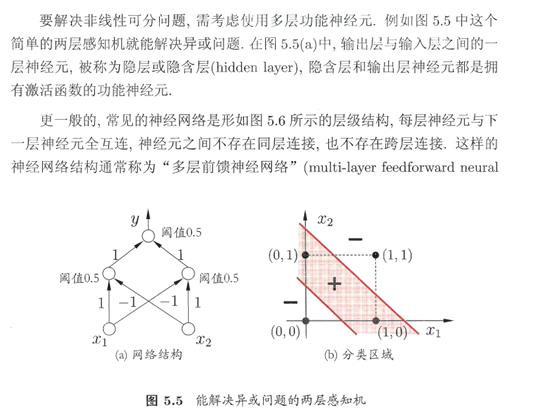 要解决非线性可分问题, 需考虑使用多层功能神经元. 例如图 5.5 中这个
简单的两层感知机就能解决异或问题. 在图 5.5(a)中, 输出层与输入层之间的一
层神经元, 被称为隐层或隐含层(hidden layer), 隐含层和输出层神经元都是拥
有激活函数的功能神经元.
更一般的, 常见的神经网络是形如图 5.6 所示的层级结构, 每层神经元与下
一层神经元全互连, 神经元之间不存在同层连接, 也不存在跨层连接. 这样的
神经网络结构通常称为“多层前馈神经网络”(multi-layer feedforward neural
y
阈值0.5
1 1
阈值0.5 阈值0.5
1 −1 −1 1
x1 x2
(a) 网络结构
x2
−
(0,1) (1,1)
+
−
(0,0) (1,0) x1
(b) 分类区域
图 5.5 能解决异或问题的两层感知机